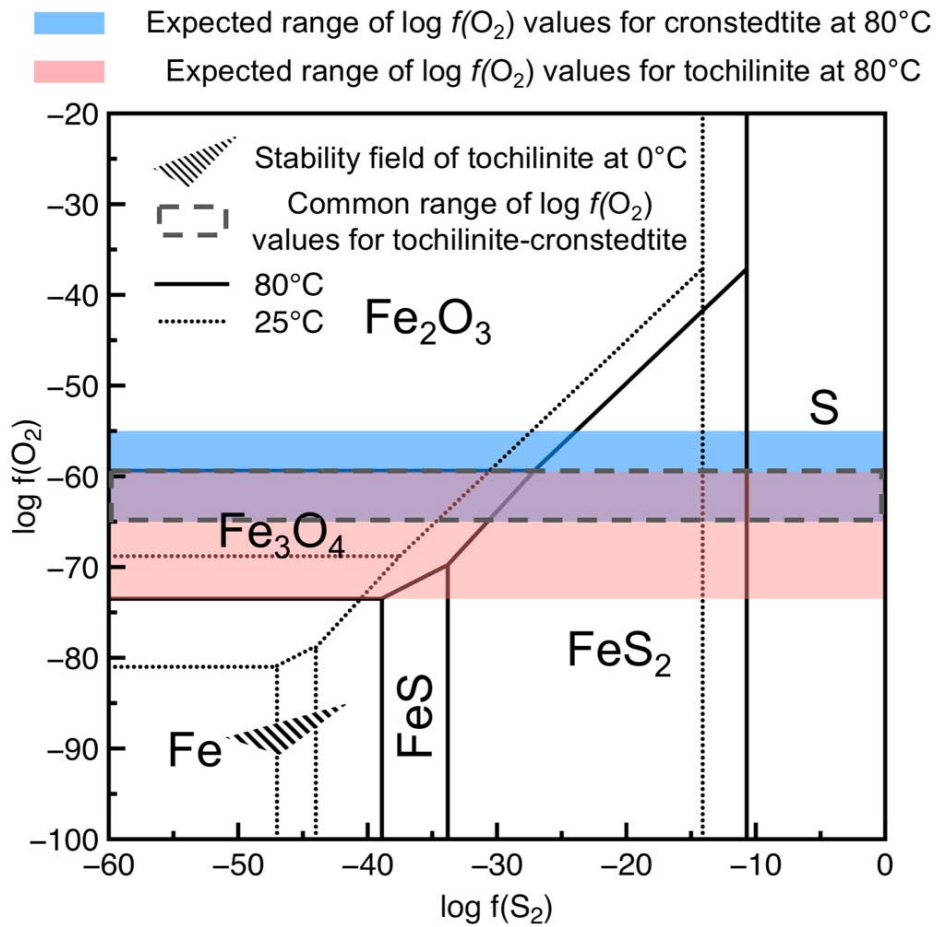 Expected range of log f(O₂) values for cronstedtite at 80°C
Expected range of log f(O₂) values for tochilinite at 80°C
−20
Stability field of tochilinite at 0°C
Common range of log f(O₂)
values for tochilinite-cronstedtite
−30
80°C
−40
25°C
Fe₂O₃
−50
S
−60
log f(O₂)
Fe₃O₄
−70
FeS₂
−80
FeS
Fe
−90
−100
−60 −50 −40 −30 −20 −10 0
log f(S₂)